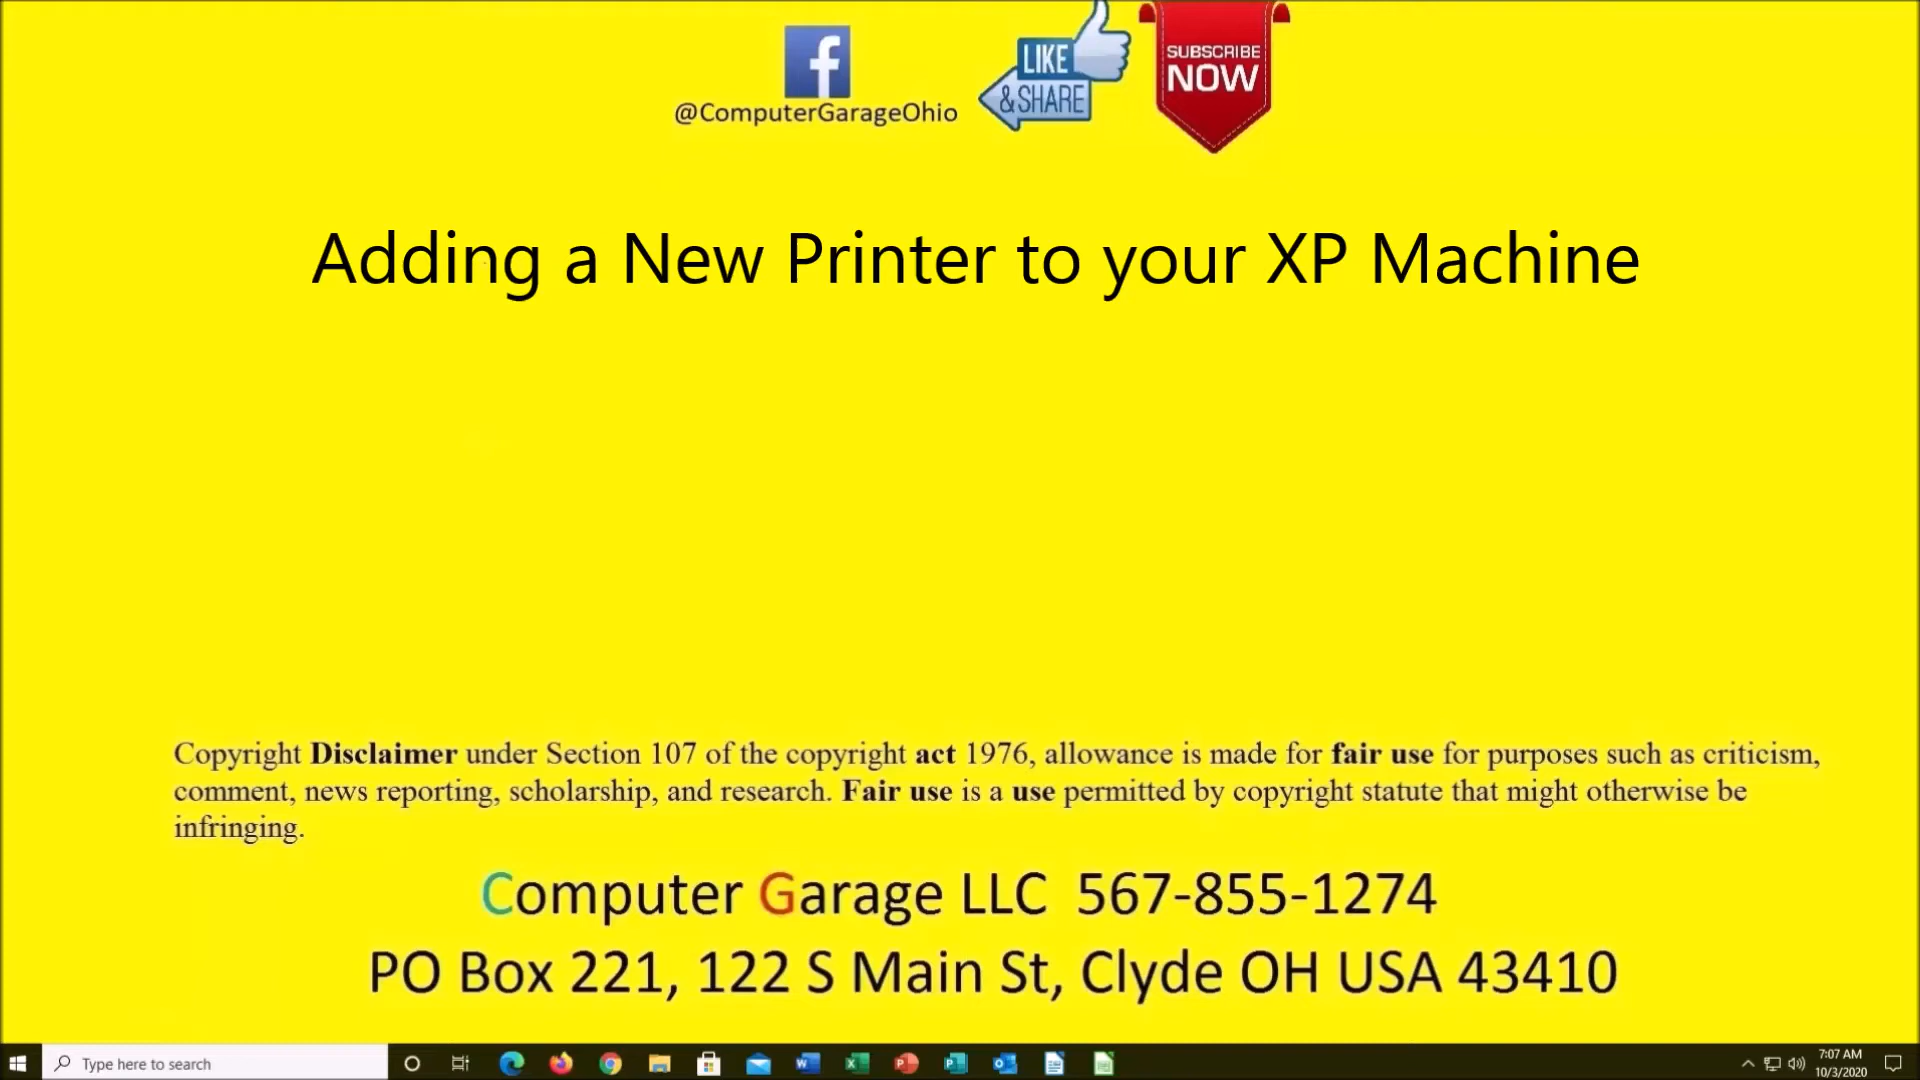 f
LIKE
& SHARE
SUBSCRIBE
NOW
@ComputerGarageOhio
Adding a New Printer to your XP Machine
Copyright Disclaimer under Section 107 of the copyright act 1976, allowance is made for fair use for purposes such as criticism,
comment, news reporting, scholarship, and research. Fair use is a use permitted by copyright statute that might otherwise be
infringing.
Computer Garage LLC 567-855-1274
PO Box 221, 122 S Main St, Clyde OH USA 43410
Type here to search
7:07 AM
10/3/2020